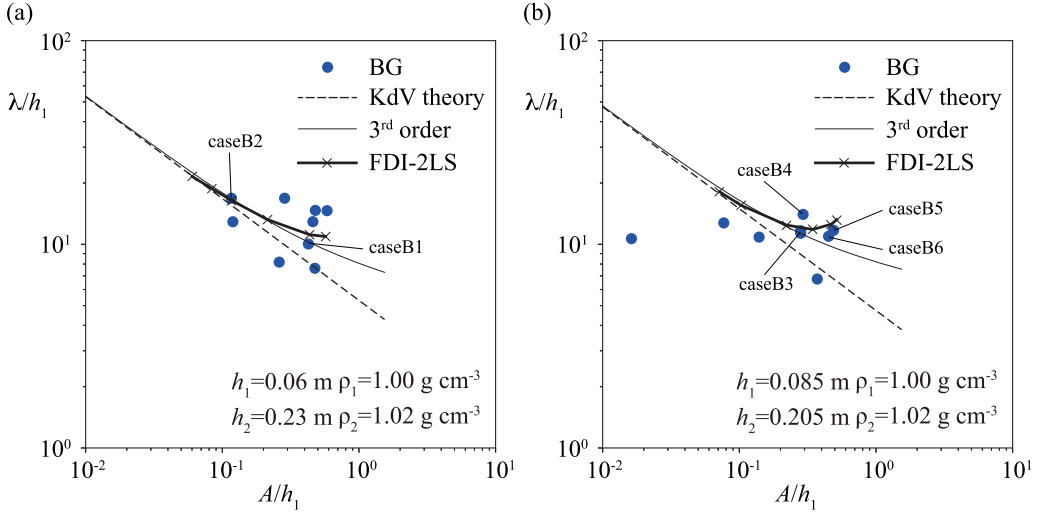 (a)
10²
λ/h₁
BG
KdV theory
3ʳᵈ order
FDI-2LS
caseB2
10¹
caseB1
h₁=0.06 m ρ₁=1.00 g cm⁻³
h₂=0.23 m ρ₂=1.02 g cm⁻³
10⁰
10⁻² 10⁻¹ 10⁰ 10¹
A/h₁
(b)
10²
λ/h₁
BG
KdV theory
3ʳᵈ order
FDI-2LS
caseB4
caseB5
10¹
caseB6
caseB3
h₁=0.085 m ρ₁=1.00 g cm⁻³
h₂=0.205 m ρ₂=1.02 g cm⁻³
10⁰
10⁻² 10⁻¹ 10⁰ 10¹
A/h₁